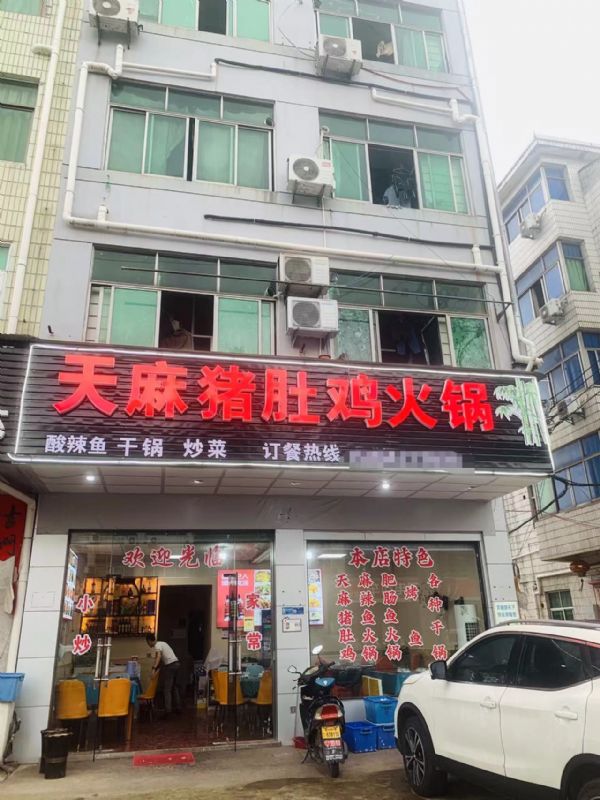 天麻猪肚鸡火锅
酸辣鱼 干锅 炒菜 订餐热线
欢迎光临
小炒
家常
本店特色
天麻猪肚鸡
麻辣鱼火锅
肥肠鱼火锅
烤鱼
各种干锅